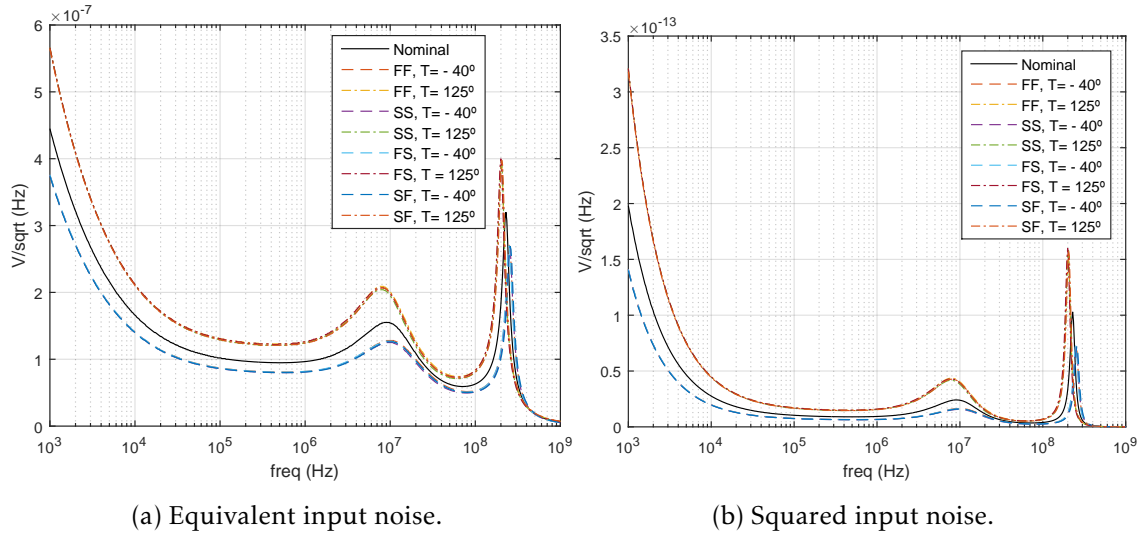 ×10⁻⁷
6
5
4
3
2
1
0
V/sqrt (Hz)
10³ 10⁴ 10⁵ 10⁶ 10⁷ 10⁸ 10⁹
freq (Hz)
Nominal
FF, T= - 40º
FF, T= 125º
SS, T= - 40º
SS, T= 125º
FS, T= - 40º
FS, T = 125º
SF, T= - 40º
SF, T= 125º
(a) Equivalent input noise.
×10⁻¹³
3.5
3
2.5
2
1.5
1
0.5
0
V/sqrt (Hz)
10³ 10⁴ 10⁵ 10⁶ 10⁷ 10⁸ 10⁹
freq (Hz)
Nominal
FF, T= - 40º
FF, T= 125º
SS, T= - 40º
SS, T= 125º
FS, T= - 40º
FS, T = 125º
SF, T= - 40º
SF, T= 125º
(b) Squared input noise.